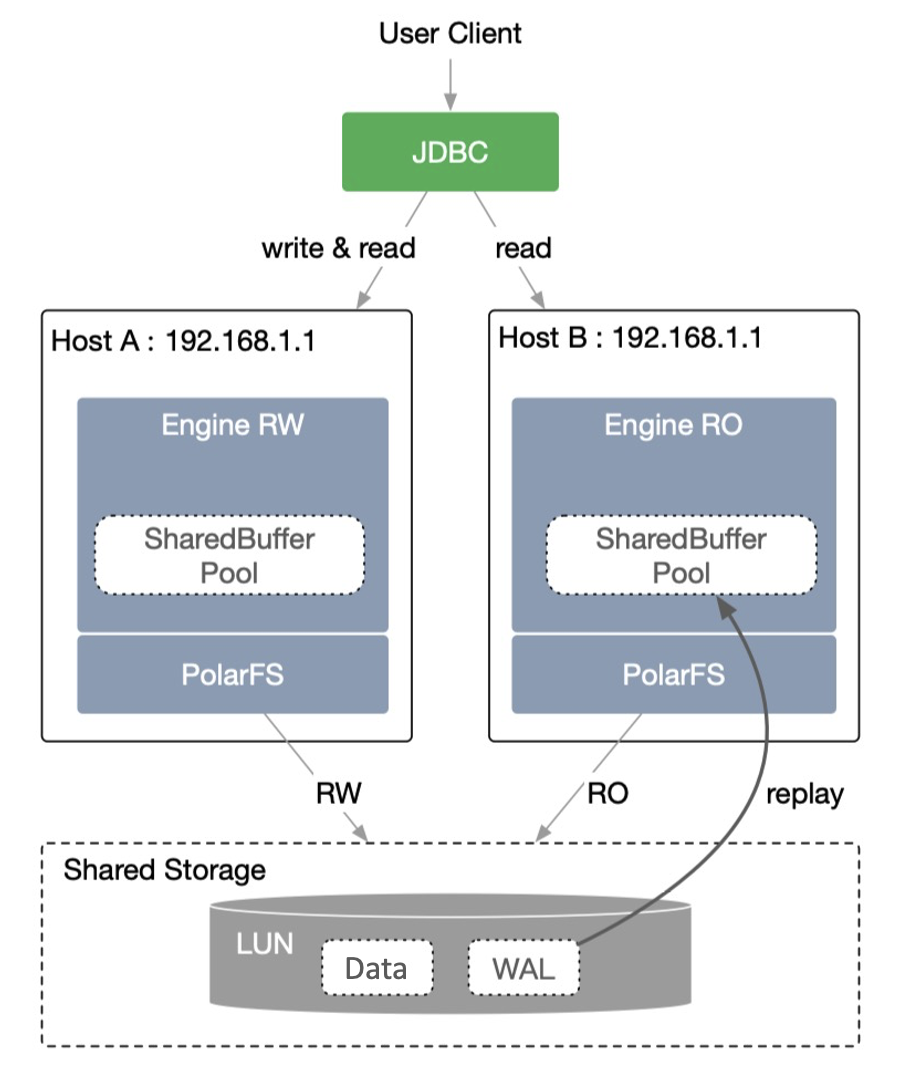 User Client
JDBC
write & read
read
Host A : 192.168.1.1
Host B : 192.168.1.1
Engine RW
Engine RO
SharedBuffer
Pool
SharedBuffer
Pool
PolarFS
PolarFS
RW
RO
replay
Shared Storage
LUN
Data
WAL